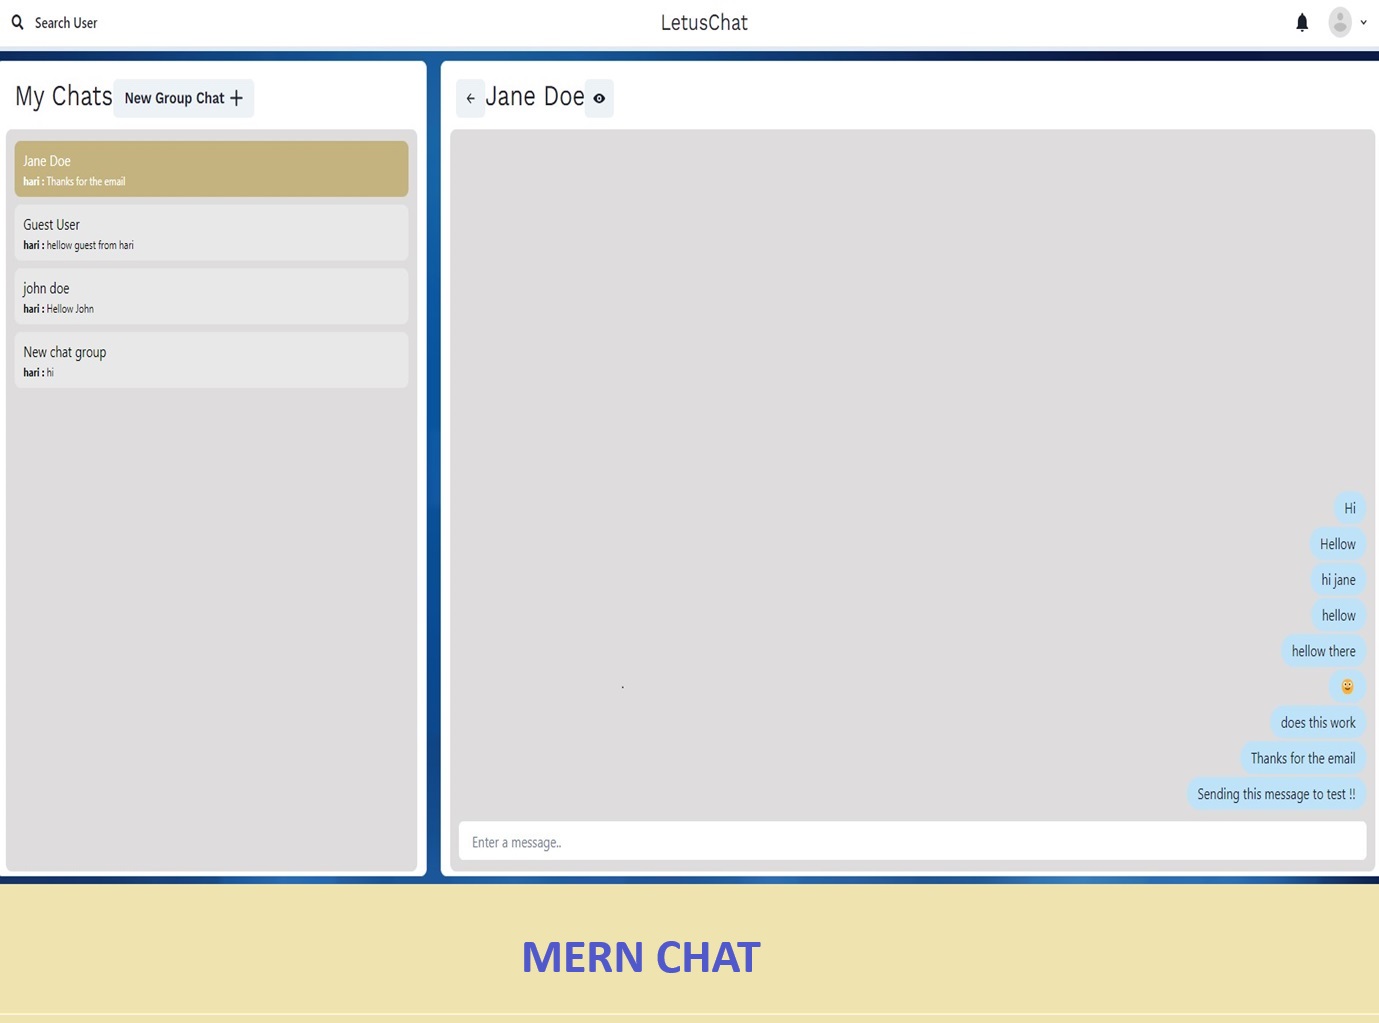 Search User
LetusChat
My Chats
New Group Chat +
Jane Doe
hari : Thanks for the email
Guest User
hari : hellow guest from hari
john doe
hari : Hellow John
New chat group
hari : hi
Jane Doe
Hi
Hellow
hi jane
hellow
hellow there
does this work
Thanks for the email
Sending this message to test !!
Enter a message..
MERN CHAT